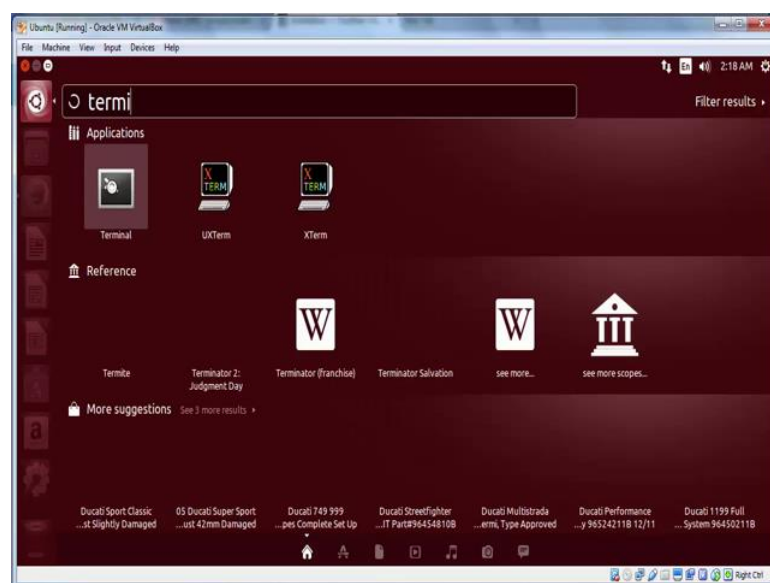 Ubuntu [Running] - Oracle VM VirtualBox
File Machine View Input Devices Help
En 2:18 AM
termi
Filter results
Applications
X TERM X TERM
Terminal UXTerm XTerm
Reference
W W
Termite Terminator 2: Judgment Day Terminator (franchise) Terminator Salvation see more... see more scopes...
More suggestions See 3 more results
Ducati Sport Classic 05 Ducati Super Sport Ducati 749 999 Ducati Streetfighter Ducati Multistrada Ducati Performance Ducati 1199 Full
...st Slightly Damaged ...ust 42mm Damaged ...pes Complete Set Up ...IT Part#96454810B ...ermi, Type Approved ...y 96524211B 12/11 ... System 96450211B
a
Right Ctrl